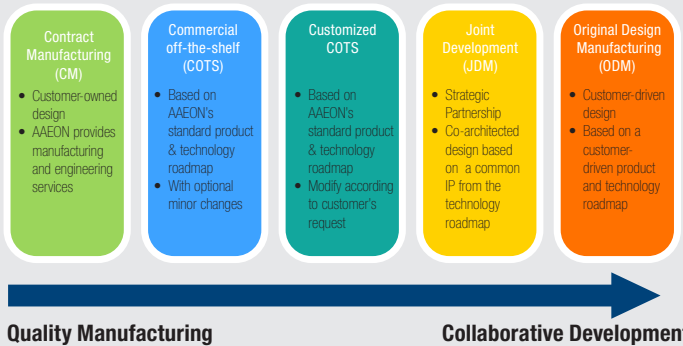 Contract
Manufacturing
(CM)
• Customer-owned
design
• AAEON provides
manufacturing
and engineering
services
Commercial
off-the-shelf
(COTS)
• Based on
AAEON's
standard product
& technology
roadmap
• With optional
minor changes
Customized
COTS
• Based on
AAEON's
standard product
& technology
roadmap
• Modify according
to customer's
request
Joint
Development
(JDM)
• Strategic
Partnership
• Co-architected
design based
on a common
IP from the
technology
roadmap
Original Design
Manufacturing
(ODM)
• Customer-driven
design
• Based on a
customer-
driven product
and technology
roadmap
Quality Manufacturing
Collaborative Development